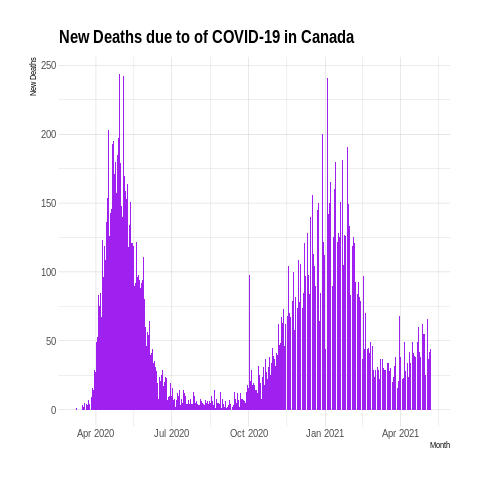 New Deaths due to of COVID-19 in Canada
New Deaths
250
200
150
100
50
0
Apr 2020 Jul 2020 Oct 2020 Jan 2021 Apr 2021
Month